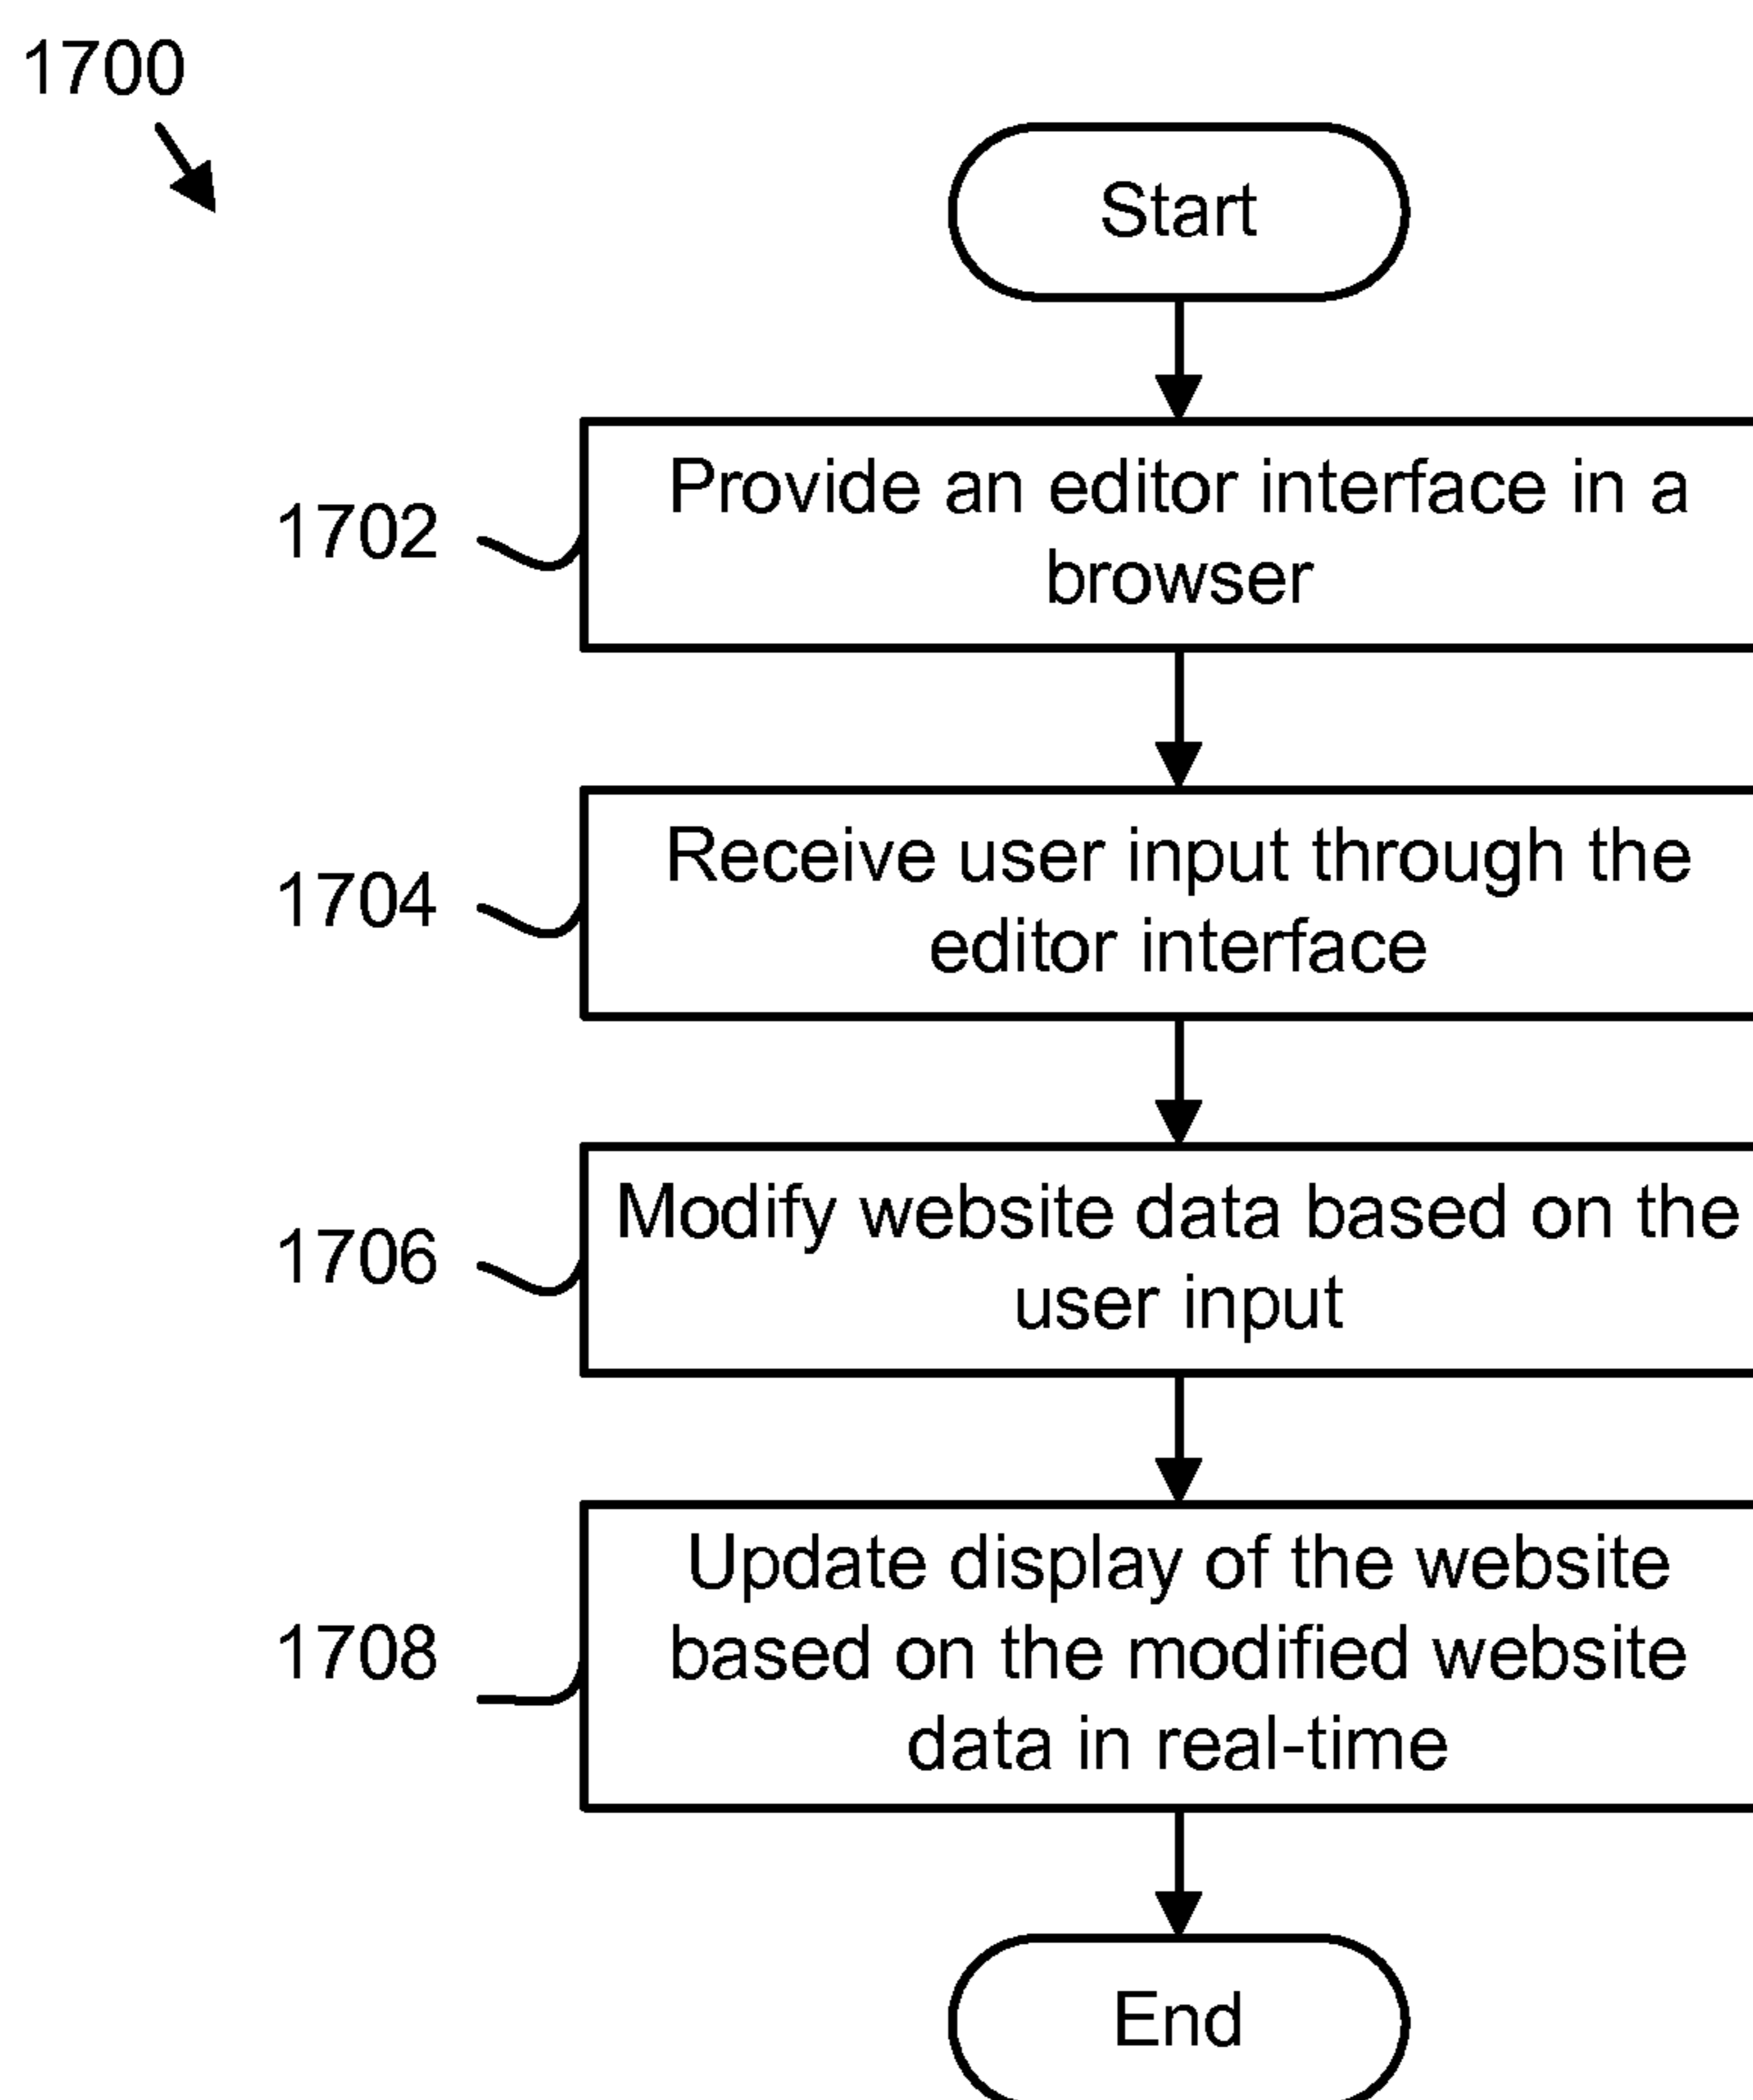 1700
Start
1702
Provide an editor interface in a
browser
1704
Receive user input through the
editor interface
1706
Modify website data based on the
user input
1708
Update display of the website
based on the modified website
data in real-time
End